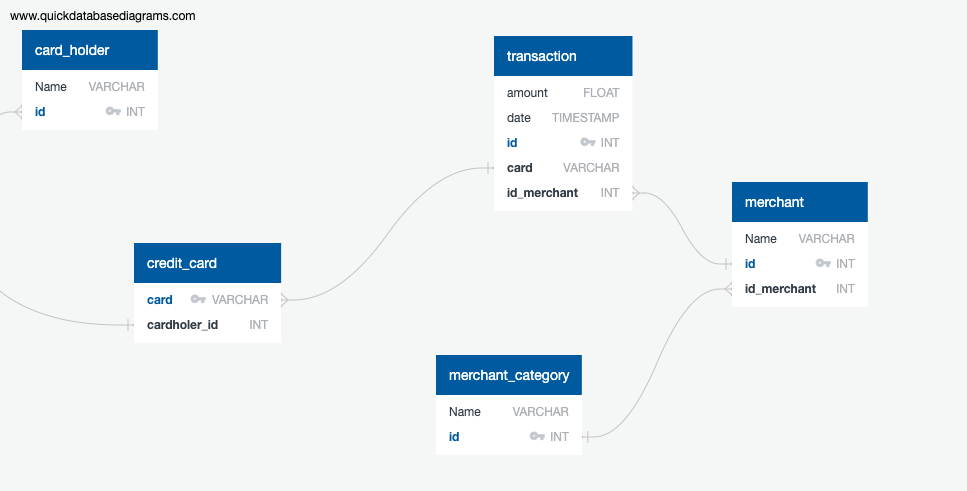 www.quickdatabasediagrams.com
card_holder
Name VARCHAR
id INT
transaction
amount FLOAT
date TIMESTAMP
id INT
card VARCHAR
id_merchant INT
merchant
Name VARCHAR
id INT
id_merchant INT
credit_card
card VARCHAR
cardholer_id INT
merchant_category
Name VARCHAR
id INT